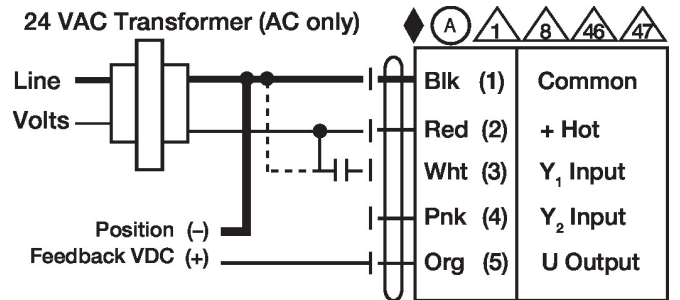 24 VAC Transformer (AC only)
A 1 8 46 47
Line
Volts
Blk (1) Common
Red (2) + Hot
Wht (3) Y1 Input
Pnk (4) Y2 Input
Position (–)
Feedback VDC (+)
Org (5) U Output